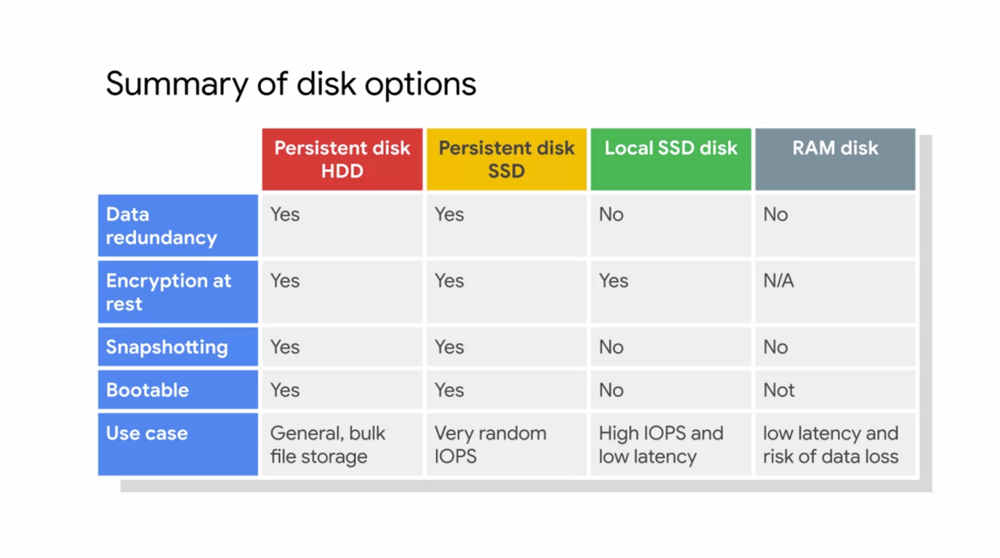 Summary of disk options
Persistent disk
HDD
Persistent disk
SSD
Local SSD disk
RAM disk
Data
redundancy
Yes
Yes
No
No
Encryption at
rest
Yes
Yes
Yes
N/A
Snapshotting
Yes
Yes
No
No
Bootable
Yes
Yes
No
Not
Use case
General, bulk
file storage
Very random
IOPS
High IOPS and
low latency
low latency and
risk of data loss